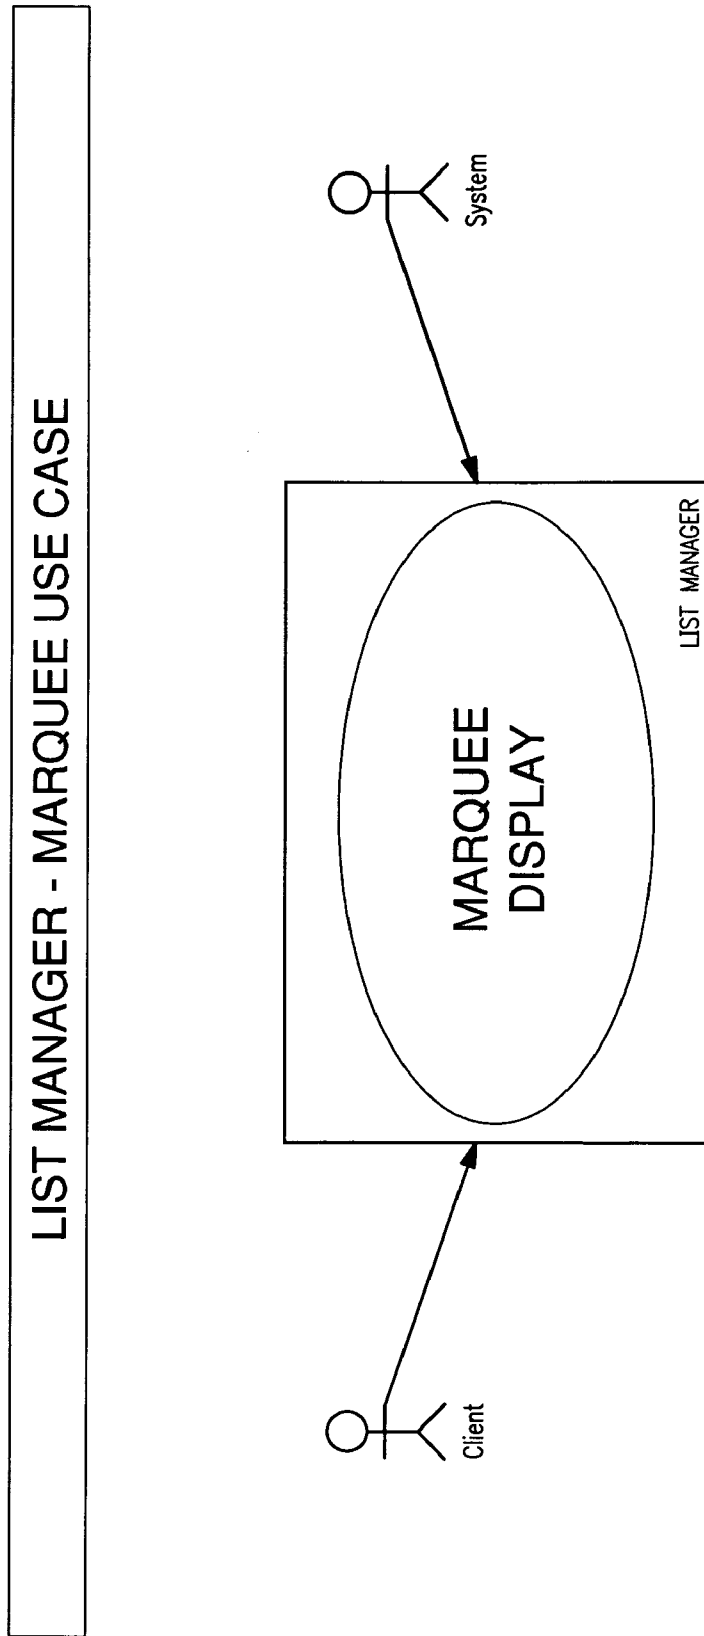 LIST MANAGER - MARQUEE USE CASE
Client
MARQUEE
DISPLAY
System
LIST MANAGER